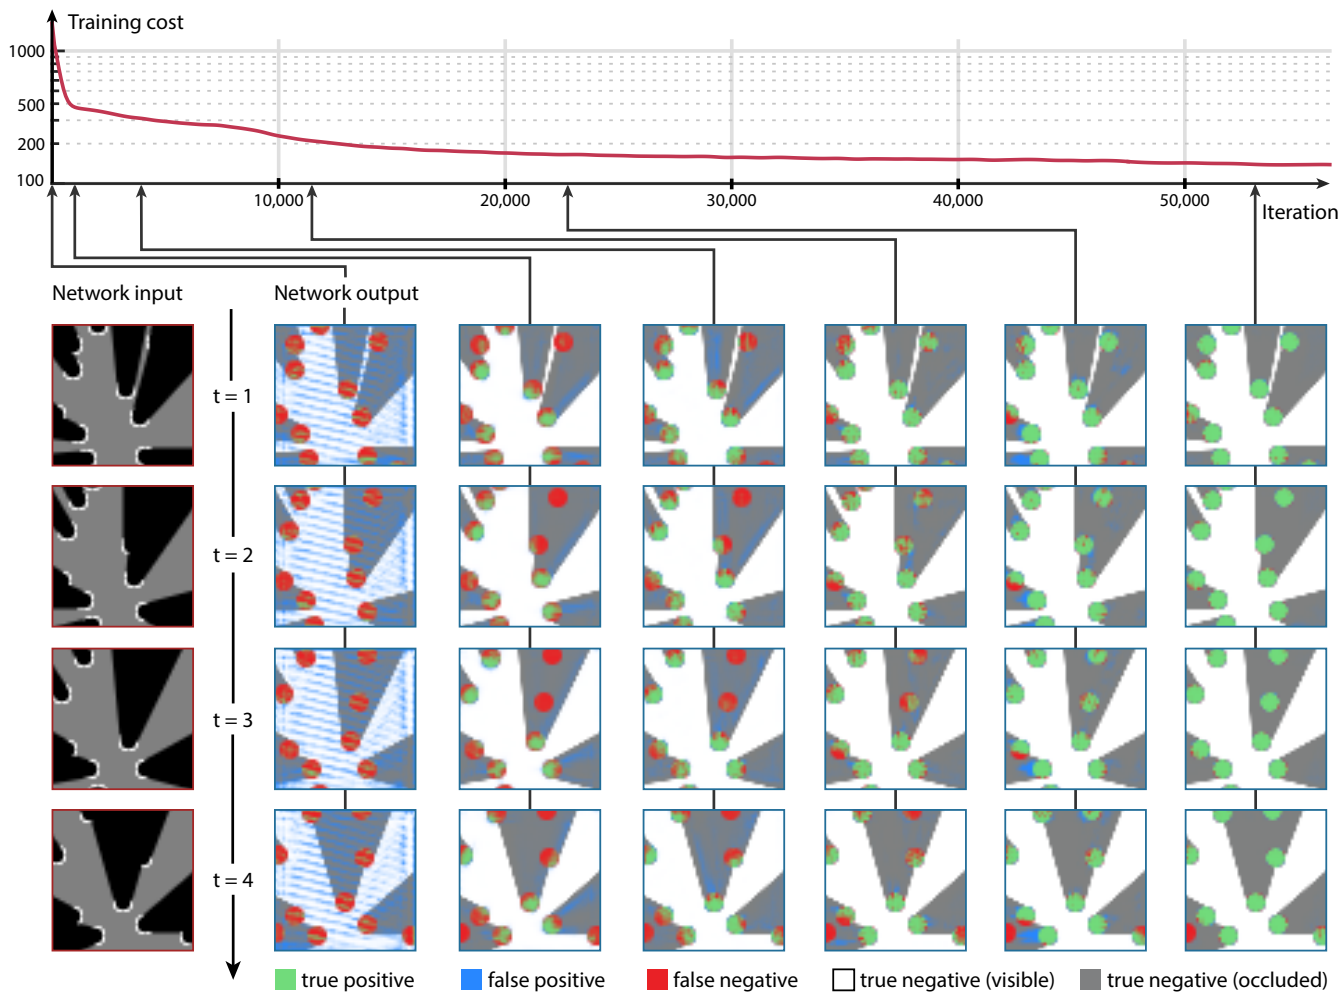 Training cost
1000
500
200
100
10,000
20,000
30,000
40,000
50,000
Iteration
Network input
Network output
t = 1
t = 2
t = 3
t = 4
true positive
false positive
false negative
true negative (visible)
true negative (occluded)